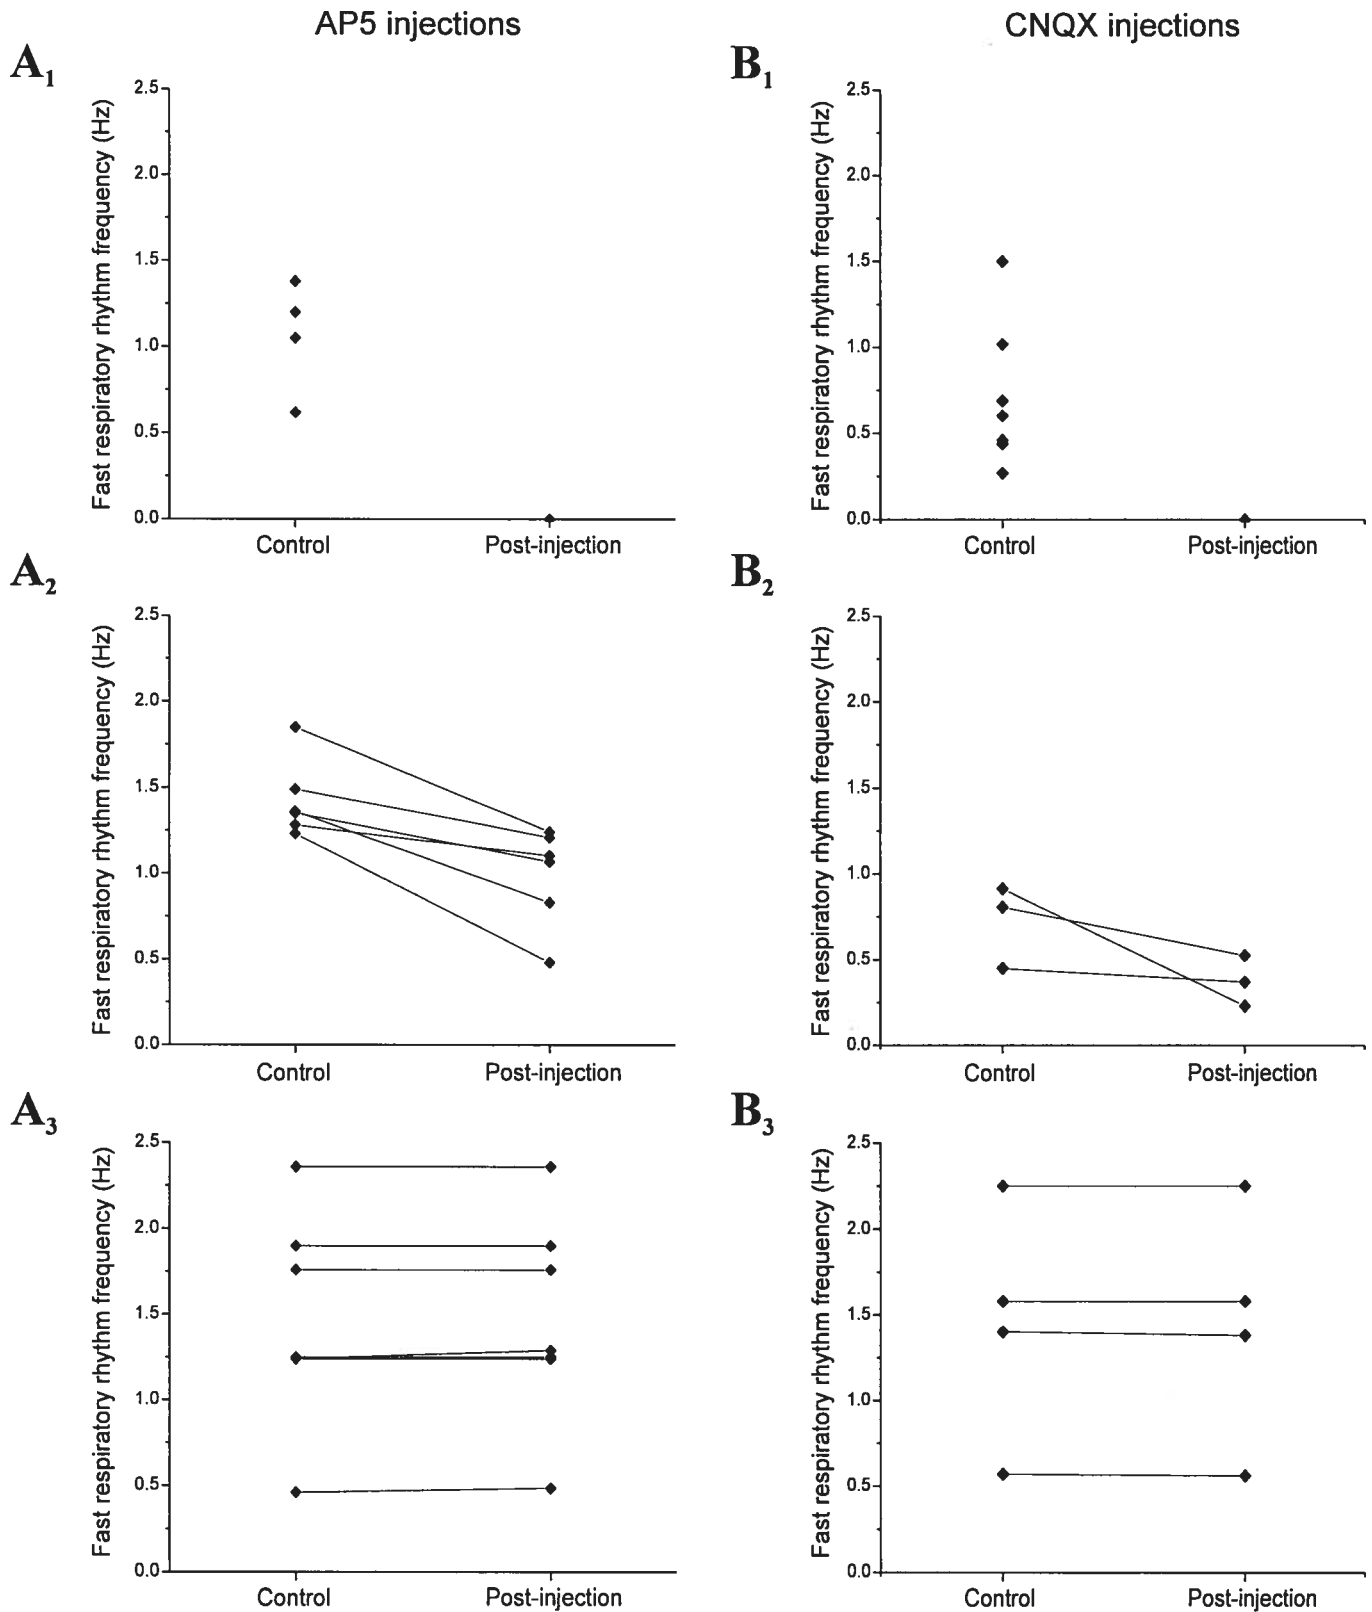 AP5 injections
CNQX injections
A1
Fast respiratory rhythm frequency (Hz)
2.5
2.0
1.5
1.0
0.5
0.0
Control Post-injection
B1
Fast respiratory rhythm frequency (Hz)
2.5
2.0
1.5
1.0
0.5
0.0
Control Post-injection
A2
Fast respiratory rhythm frequency (Hz)
2.5
2.0
1.5
1.0
0.5
0.0
Control Post-injection
B2
Fast respiratory rhythm frequency (Hz)
2.5
2.0
1.5
1.0
0.5
0.0
Control Post-injection
A3
Fast respiratory rhythm frequency (Hz)
2.5
2.0
1.5
1.0
0.5
0.0
Control Post-injection
B3
Fast respiratory rhythm frequency (Hz)
2.5
2.0
1.5
1.0
0.5
0.0
Control Post-injection